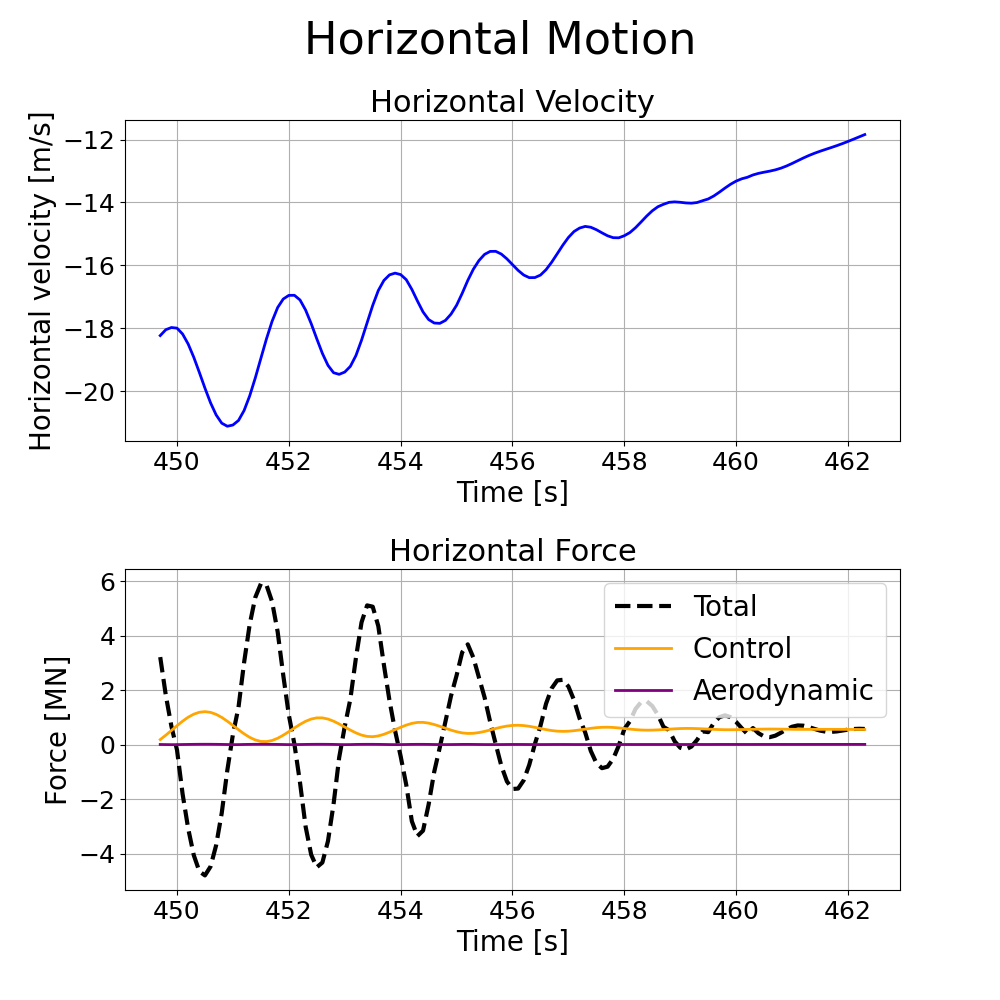 Horizontal Motion
Horizontal Velocity
Horizontal velocity [m/s]
−12
−14
−16
−18
−20
450 452 454 456 458 460 462
Time [s]
Horizontal Force
Force [MN]
6
4
2
0
−2
−4
Total
Control
Aerodynamic
450 452 454 456 458 460 462
Time [s]